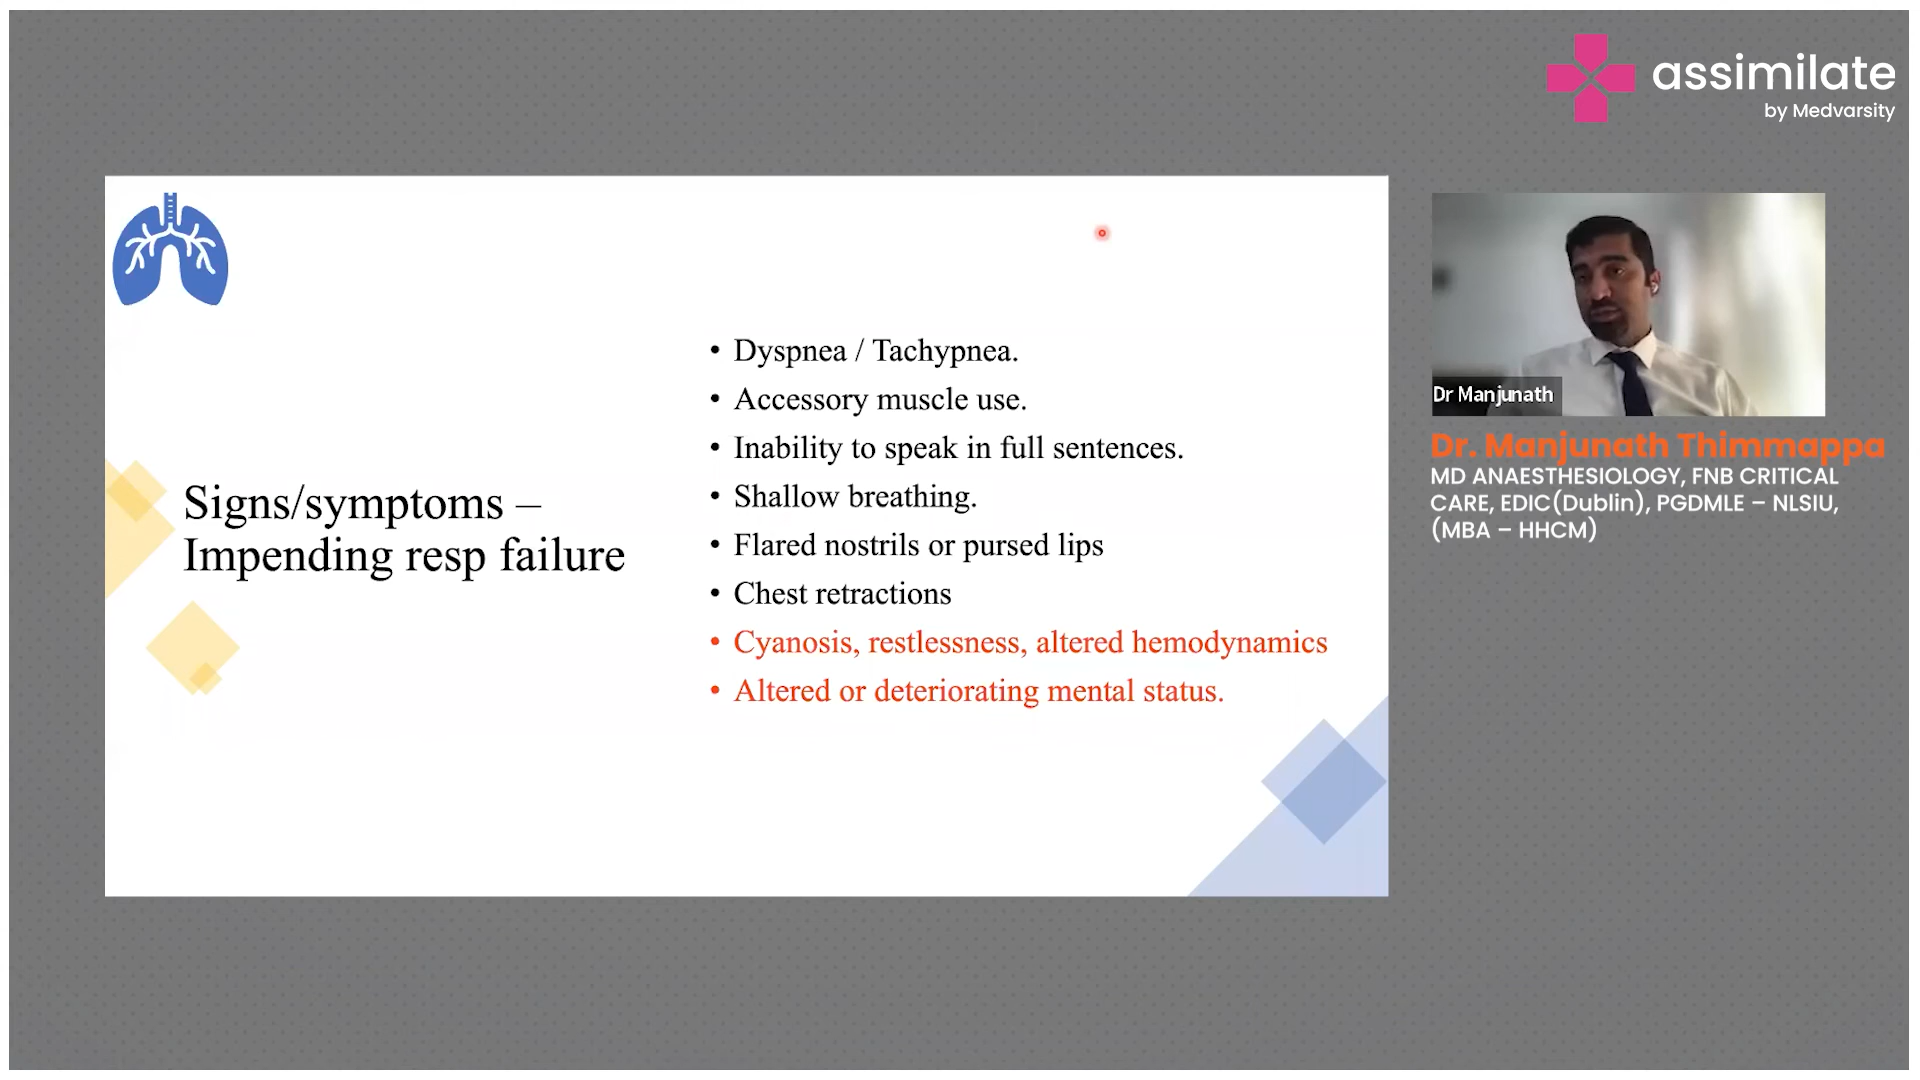 assimilate
by Medvarsity
Signs/symptoms –
Impending resp failure
• Dyspnea / Tachypnea.
• Accessory muscle use.
• Inability to speak in full sentences.
• Shallow breathing.
• Flared nostrils or pursed lips
• Chest retractions
• Cyanosis, restlessness, altered hemodynamics
• Altered or deteriorating mental status.
Dr Manjunath
Dr. Manjunath Thimmappa
MD ANAESTHESIOLOGY, FNB CRITICAL
CARE, EDIC(Dublin), PGDMLE – NLSIU,
(MBA – HHCM)